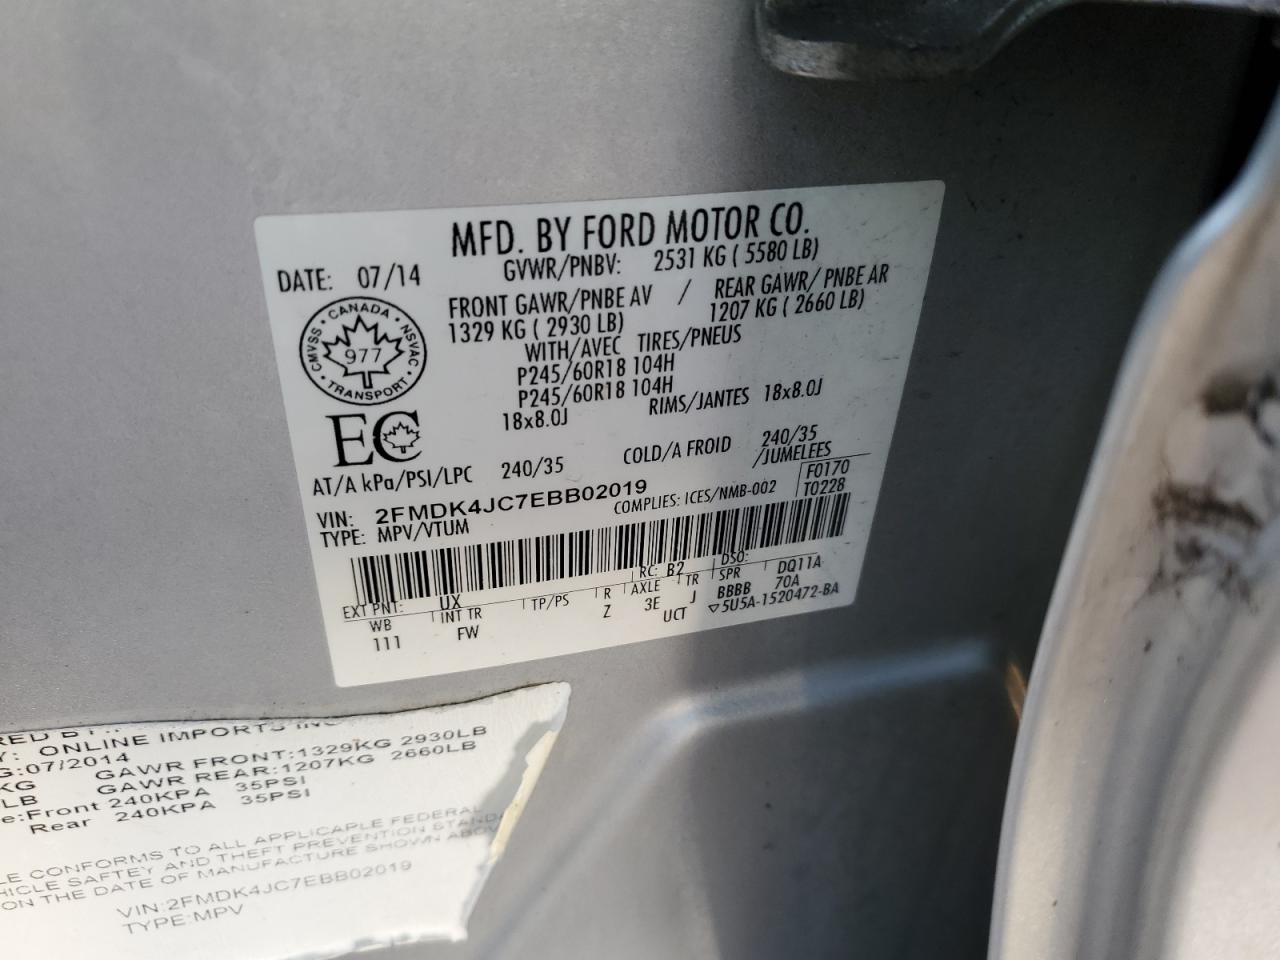 MFD. BY FORD MOTOR CO.
DATE: 07/14
GVWR/PNBV: 2531 KG ( 5580 LB)
FRONT GAWR/PNBE AV / REAR GAWR/ PNBE AR
1329 KG ( 2930 LB) 1207 KG ( 2660 LB)
WITH/AVEC TIRES/PNEUS
P245/60R18 104H
P245/60R18 104H
18x8.0J RIMS/JANTES 18x8.0J
CANADA
CMVSS NSVAC
977
TRANSPORT
EC
AT/A kPa/PSI/LPC 240/35 COLD/A FROID 240/35
/JUMELEES
VIN: 2FMDK4JC7EBB02019
COMPLIES: ICES/NMB-002
F0170
T0228
TYPE: MPV/VTUM
EXT PNT: UX RC: B2 DSO:
WB INT TR TP/PS R AXLE TR SPR DQ11A
111 FW Z 3E J BBBB 70A
UCT ▽5U5A-1520472-BA
ONLINE IMPORTS INC
G:07/2014 GAWR FRONT:1329KG 2930LB
KG GAWR REAR:1207KG 2660LB
LB
e:Front 240KPA 35PSI
Rear 240KPA 35PSI
CONFORMS TO ALL APPLICABLE FEDERAL
SAFTEY AND THEFT PREVENTION
ON THE DATE OF MANUFACTURE SHOWN
VIN:2FMDK4JC7EBB02019
TYPE:MPV